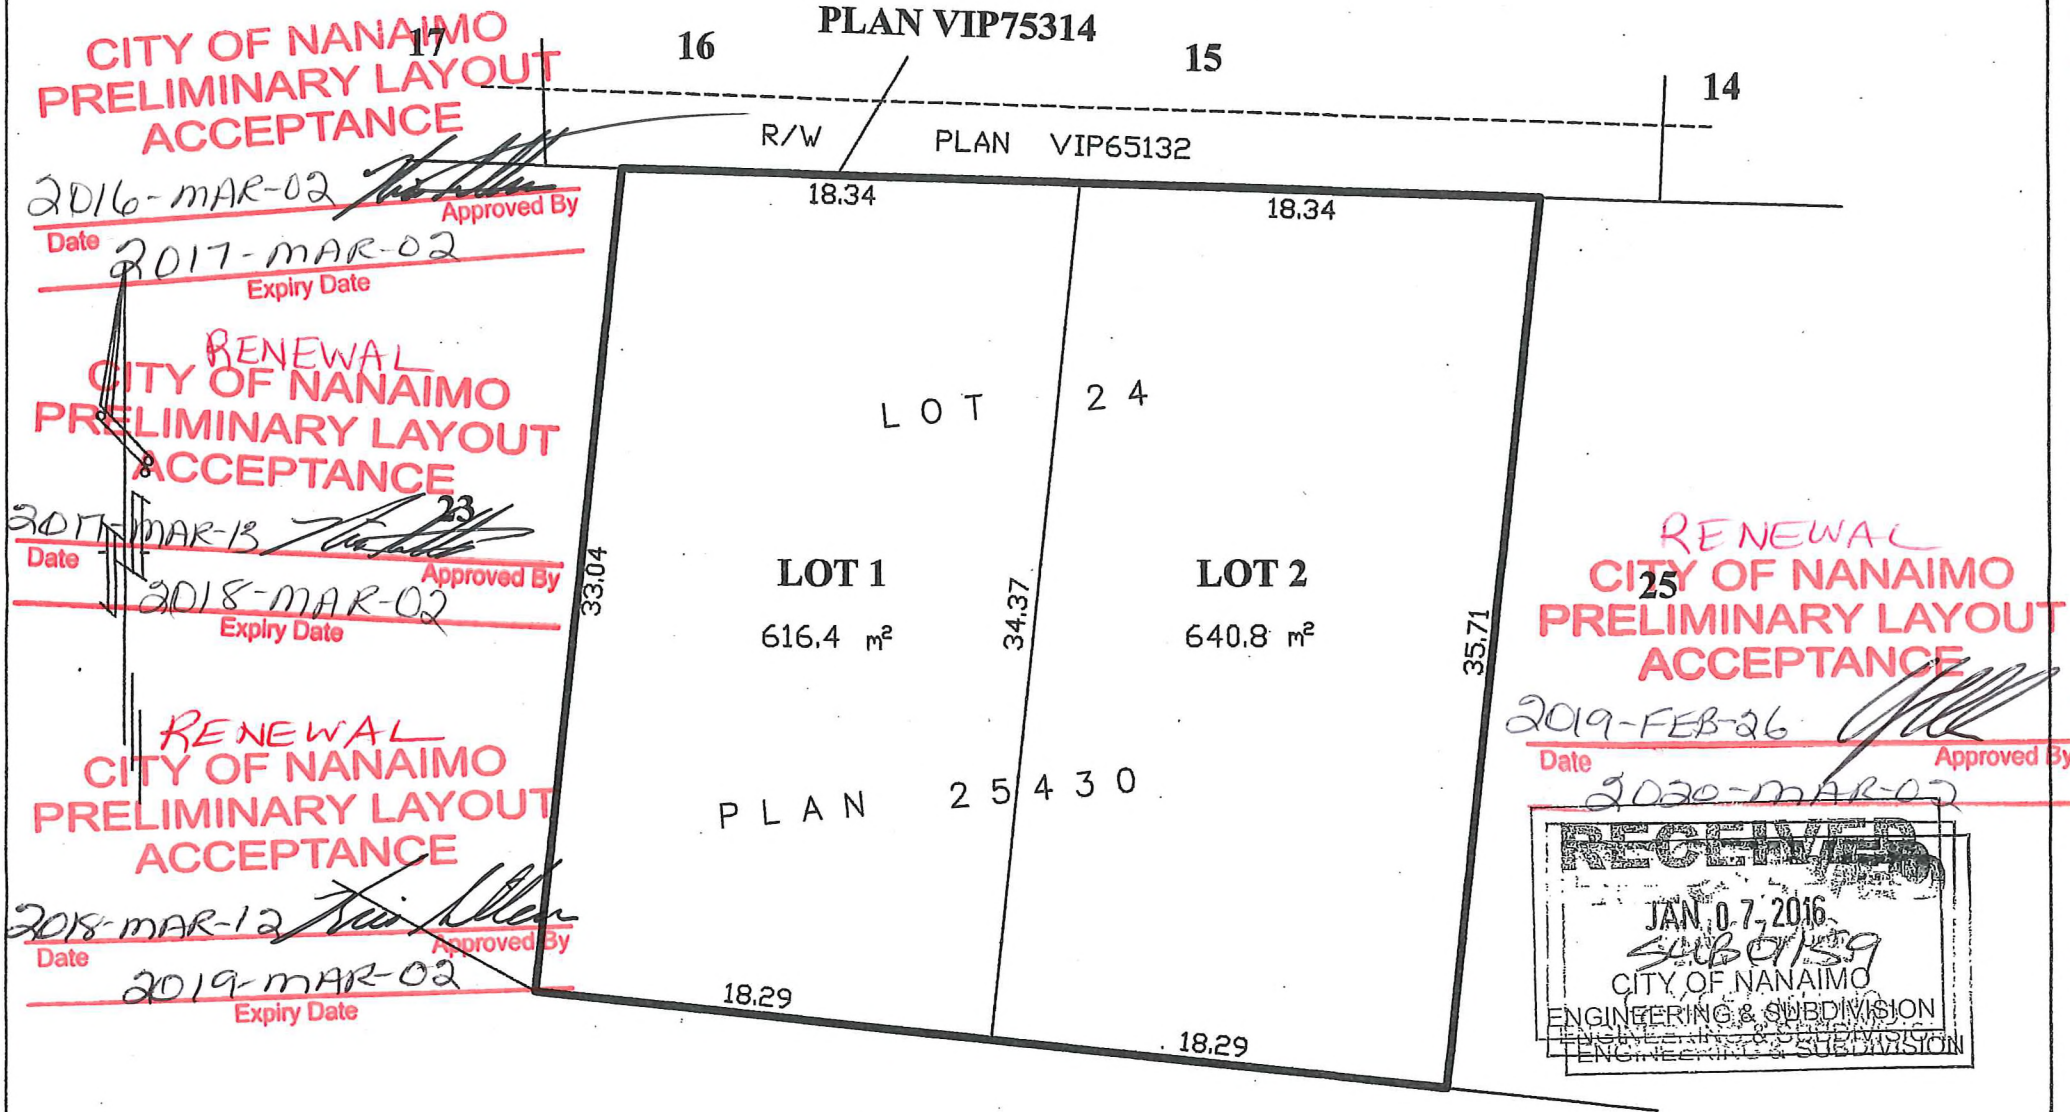 PLAN VIP75314
17
16
15
14
R/W PLAN VIP65132
CITY OF NANAIMO
PRELIMINARY LAYOUT
ACCEPTANCE
2016-MAR-02
Date
Approved By
2017-MAR-02
Expiry Date
18.34
18.34
RENEWAL
CITY OF NANAIMO
PRELIMINARY LAYOUT
ACCEPTANCE
23
2017-MAR-13
Date
Approved By
2018-MAR-02
Expiry Date
RENEWAL
CITY OF NANAIMO
PRELIMINARY LAYOUT
ACCEPTANCE
2018-MAR-12
Date
Approved By
2019-MAR-02
Expiry Date
LOT 24
33.04
LOT 1
616.4 m²
34.37
LOT 2
640.8 m²
35.71
PLAN 25430
18.29
18.29
RENEWAL
CITY OF NANAIMO
25
PRELIMINARY LAYOUT
ACCEPTANCE
2019-FEB-26
Date
Approved By
2020-MAR-02
RECEIVED
JAN 07 2016
CITY OF NANAIMO
ENGINEERING & SUBDIVISION
ENGINEERING & SUBDIVISION
ENGINEERING & SUBDIVISION